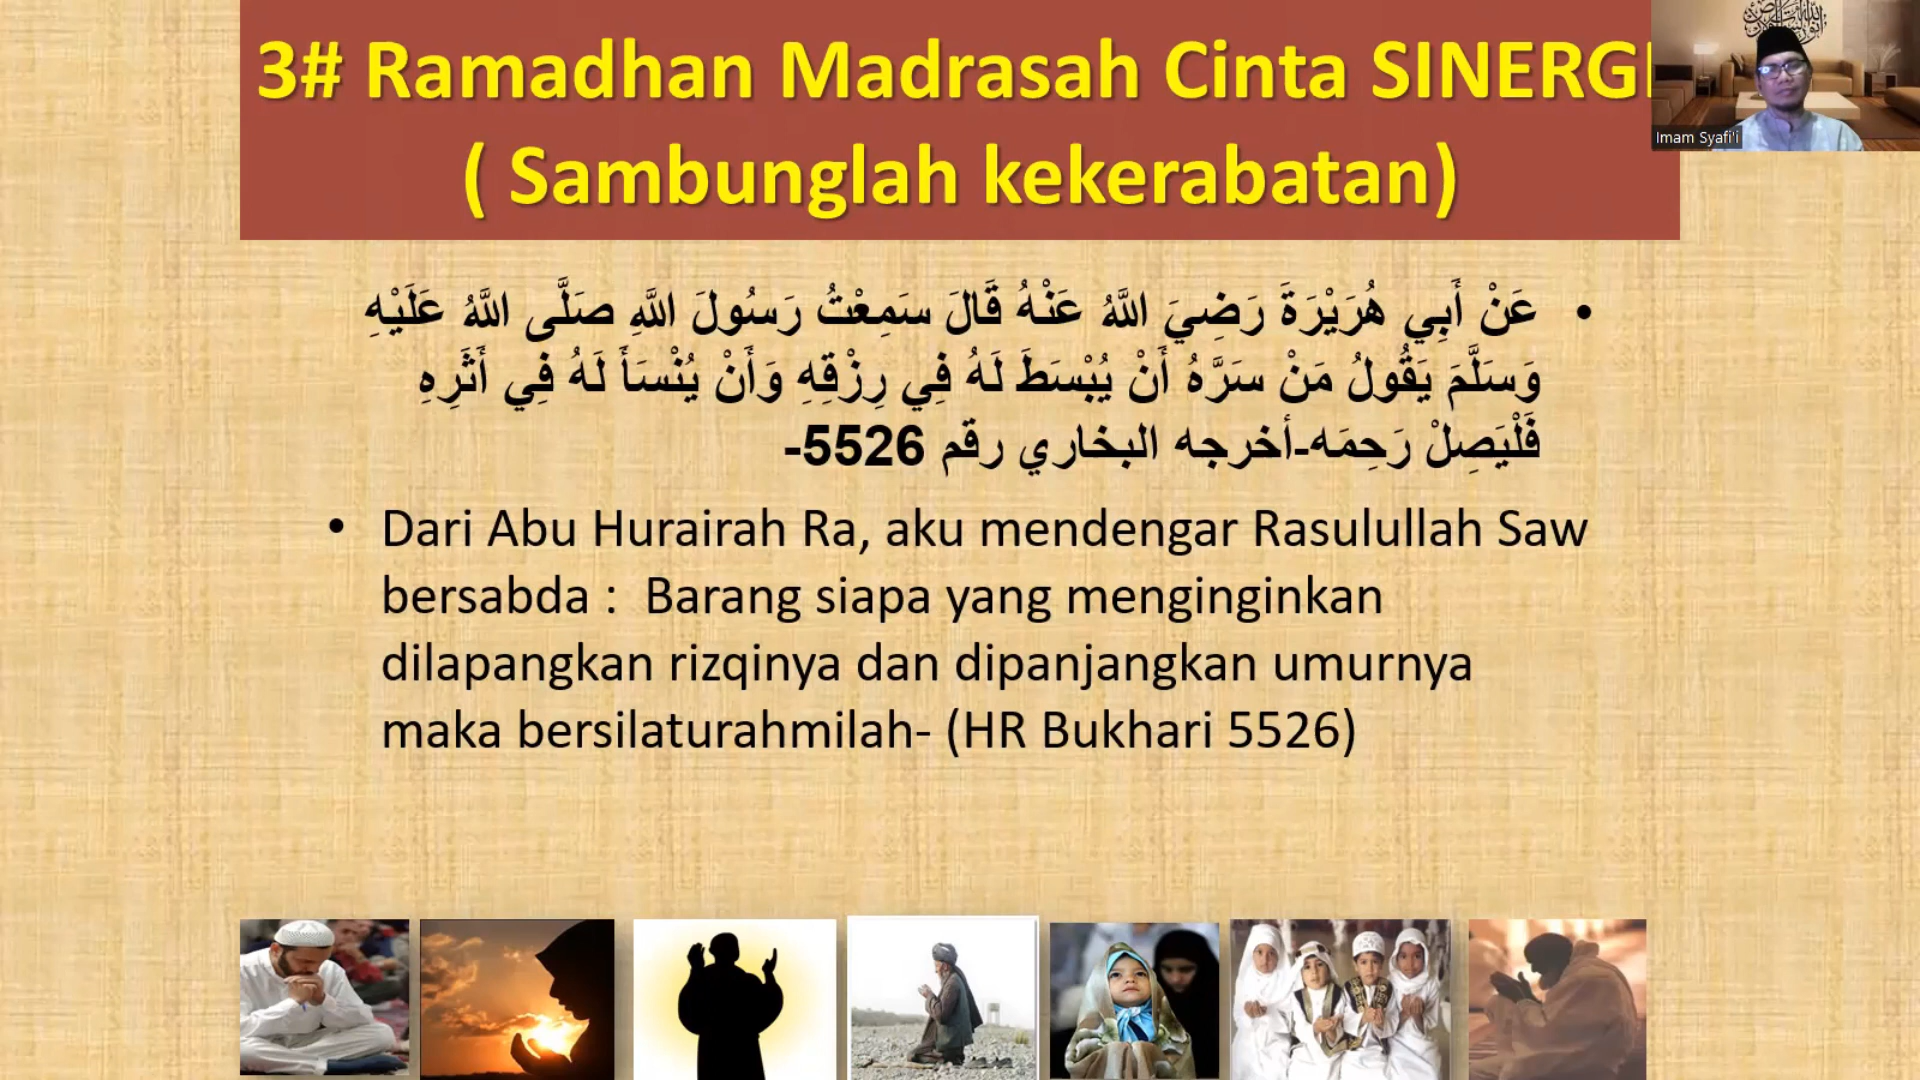 3# Ramadhan Madrasah Cinta SINERGI
( Sambunglah kekerabatan)
Imam Syafi'i
• عَنْ أَبِي هُرَيْرَةَ رَضِيَ اللَّهُ عَنْهُ قَالَ سَمِعْتُ رَسُولَ اللَّهِ صَلَّى اللَّهُ عَلَيْهِ
وَسَلَّمَ يَقُولُ مَنْ سَرَّهُ أَنْ يُبْسَطَ لَهُ فِي رِزْقِهِ وَأَنْ يُنْسَأَ لَهُ فِي أَثَرِهِ
فَلْيَصِلْ رَحِمَه-أخرجه البخاري رقم 5526-
• Dari Abu Hurairah Ra, aku mendengar Rasulullah Saw
bersabda :  Barang siapa yang menginginkan
dilapangkan rizqinya dan dipanjangkan umurnya
maka bersilaturahmilah- (HR Bukhari 5526)